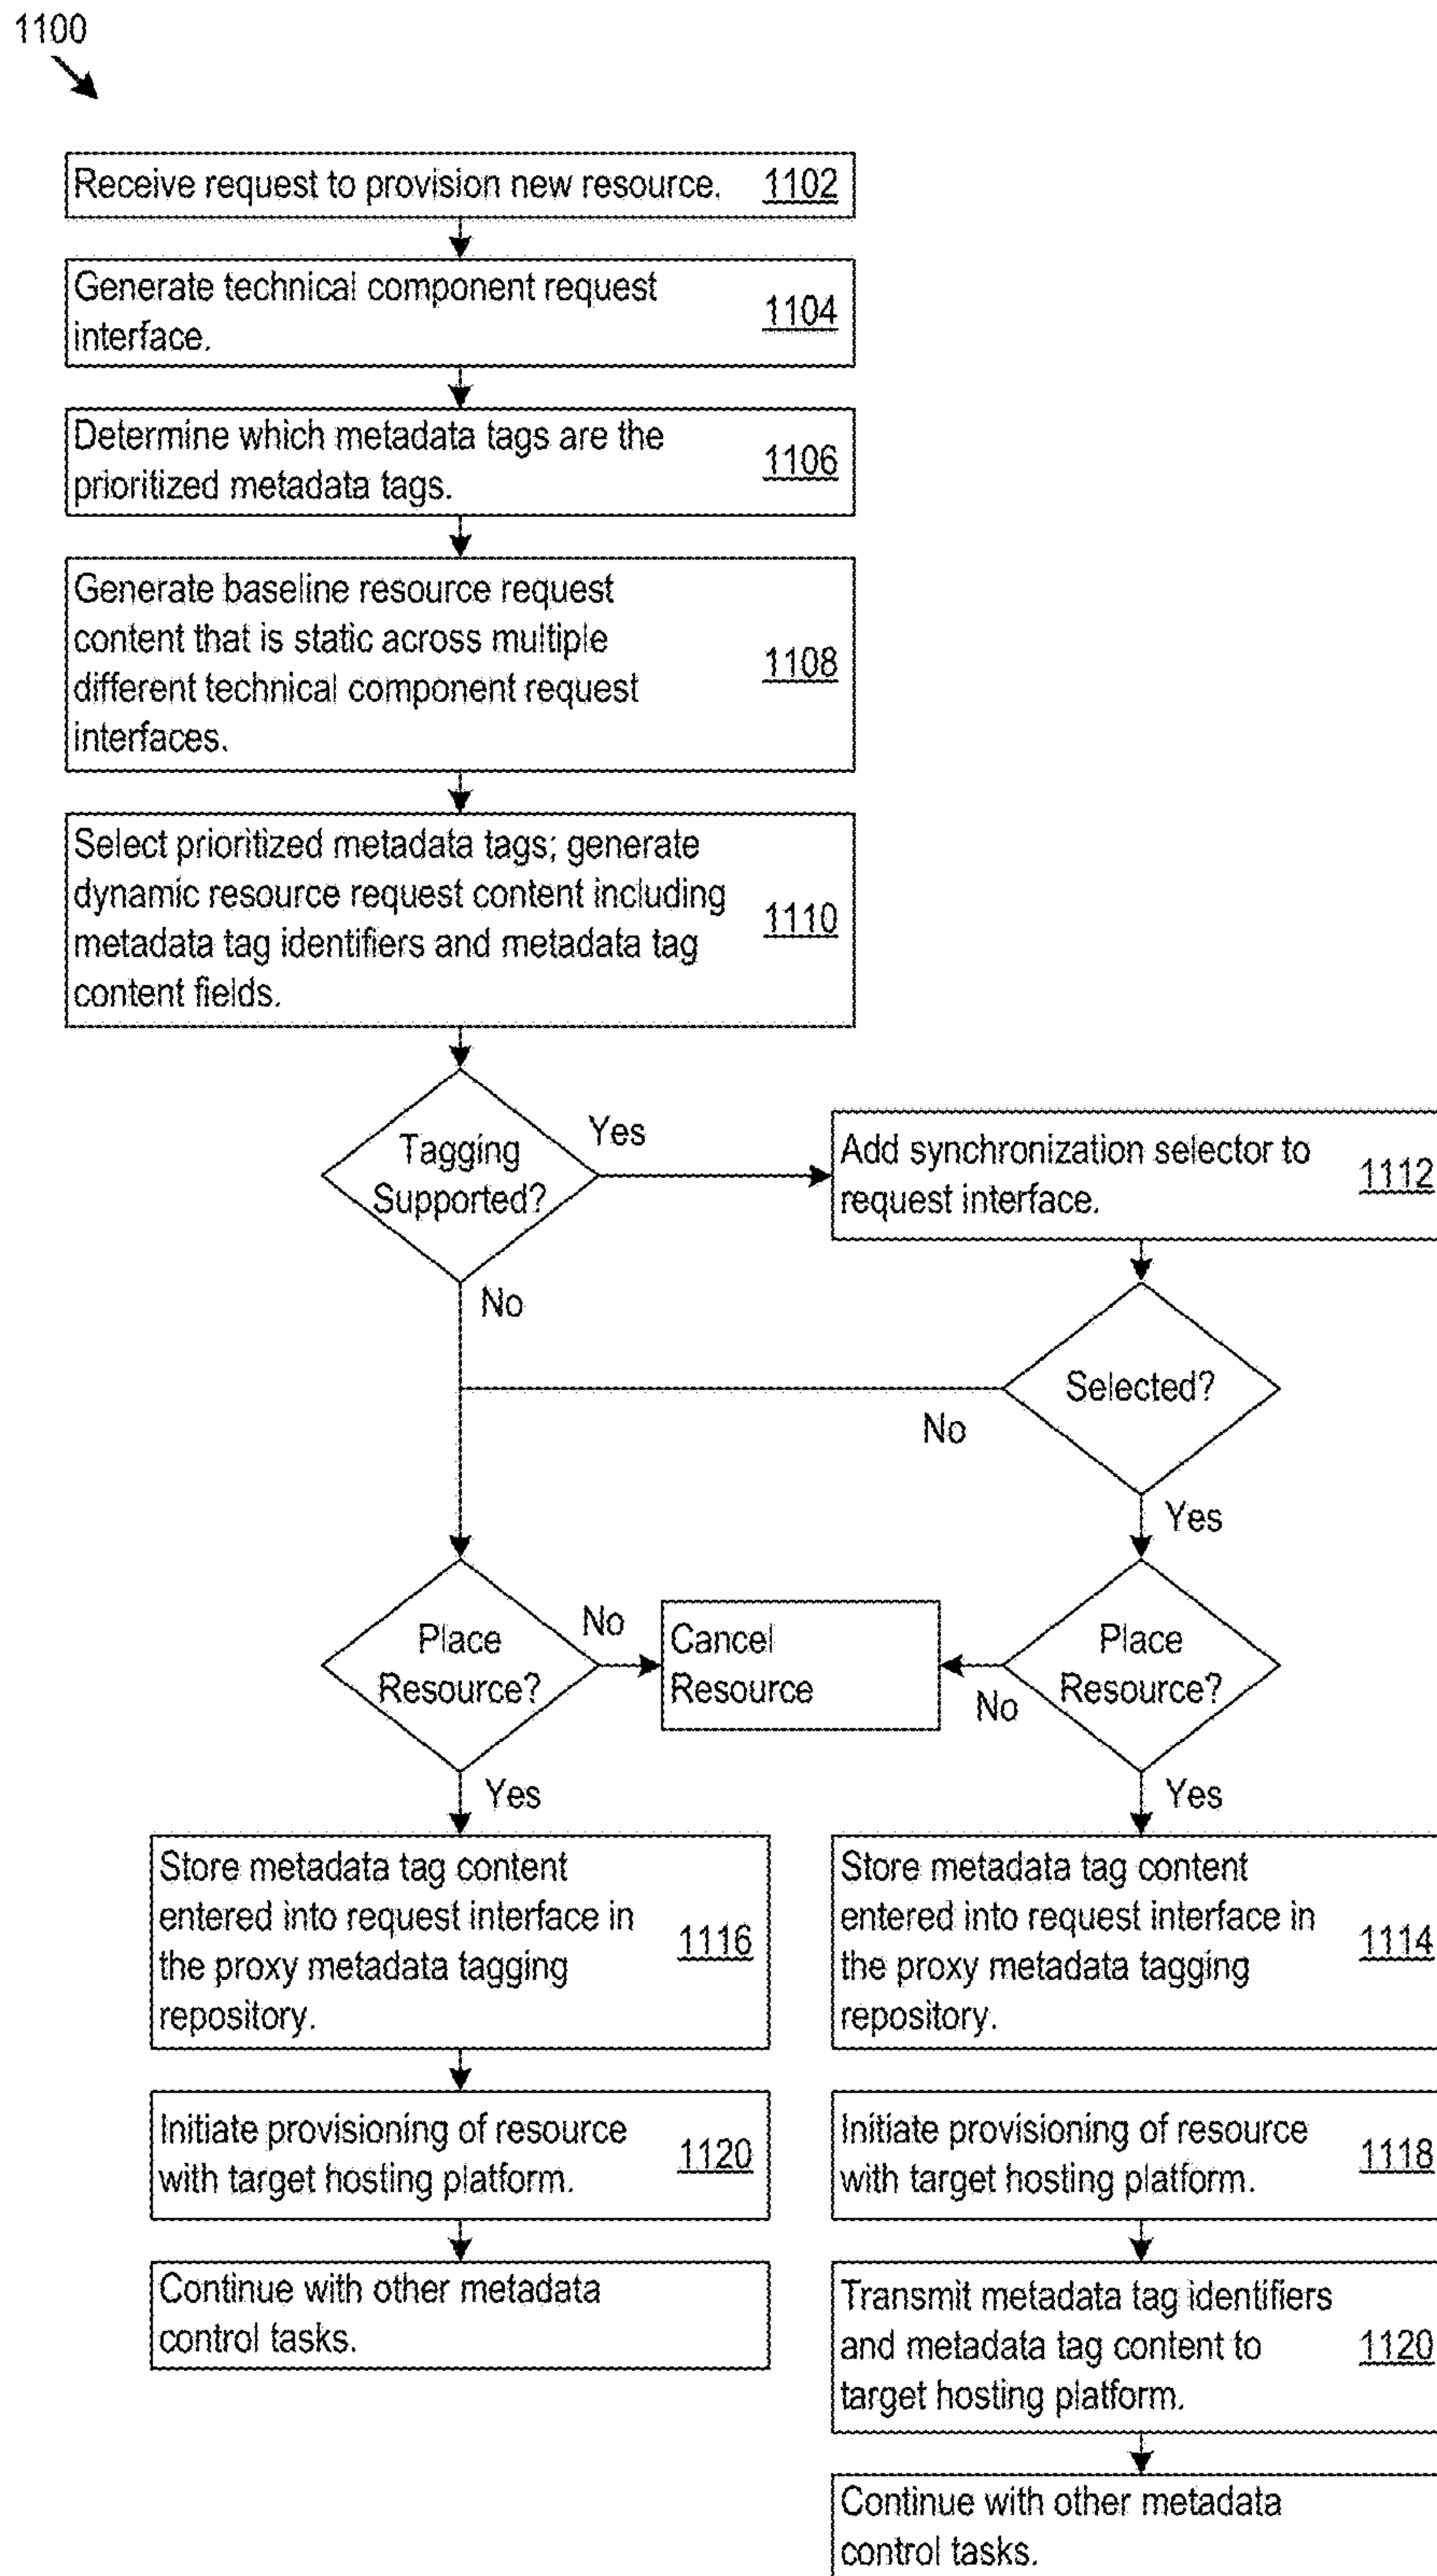 1100
Receive request to provision new resource. 1102
Generate technical component request
interface.
1104
Determine which metadata tags are the
prioritized metadata tags.
1106
Generate baseline resource request
content that is static across multiple
different technical component request
interfaces.
1108
Select prioritized metadata tags; generate
dynamic resource request content including
metadata tag identifiers and metadata tag
content fields.
1110
Tagging
Supported?
Yes
No
Add synchronization selector to
request interface.
1112
Selected?
No
Yes
Place
Resource?
No
Yes
Cancel
Resource
Place
Resource?
No
Yes
Store metadata tag content
entered into request interface in
the proxy metadata tagging
repository.
1116
Store metadata tag content
entered into request interface in
the proxy metadata tagging
repository.
1114
Initiate provisioning of resource
with target hosting platform.
1120
Initiate provisioning of resource
with target hosting platform.
1118
Continue with other metadata
control tasks.
Transmit metadata tag identifiers
and metadata tag content to
target hosting platform.
1120
Continue with other metadata
control tasks.